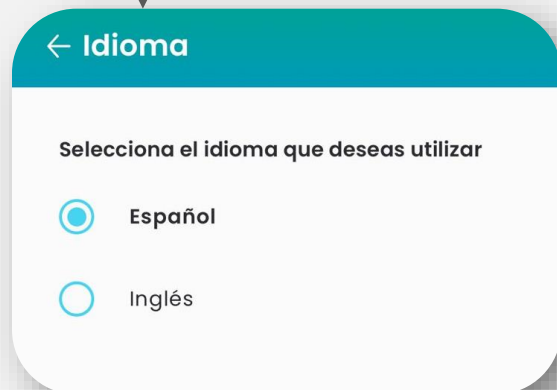 Idioma
Selecciona el idioma que deseas utilizar
Español
Inglés